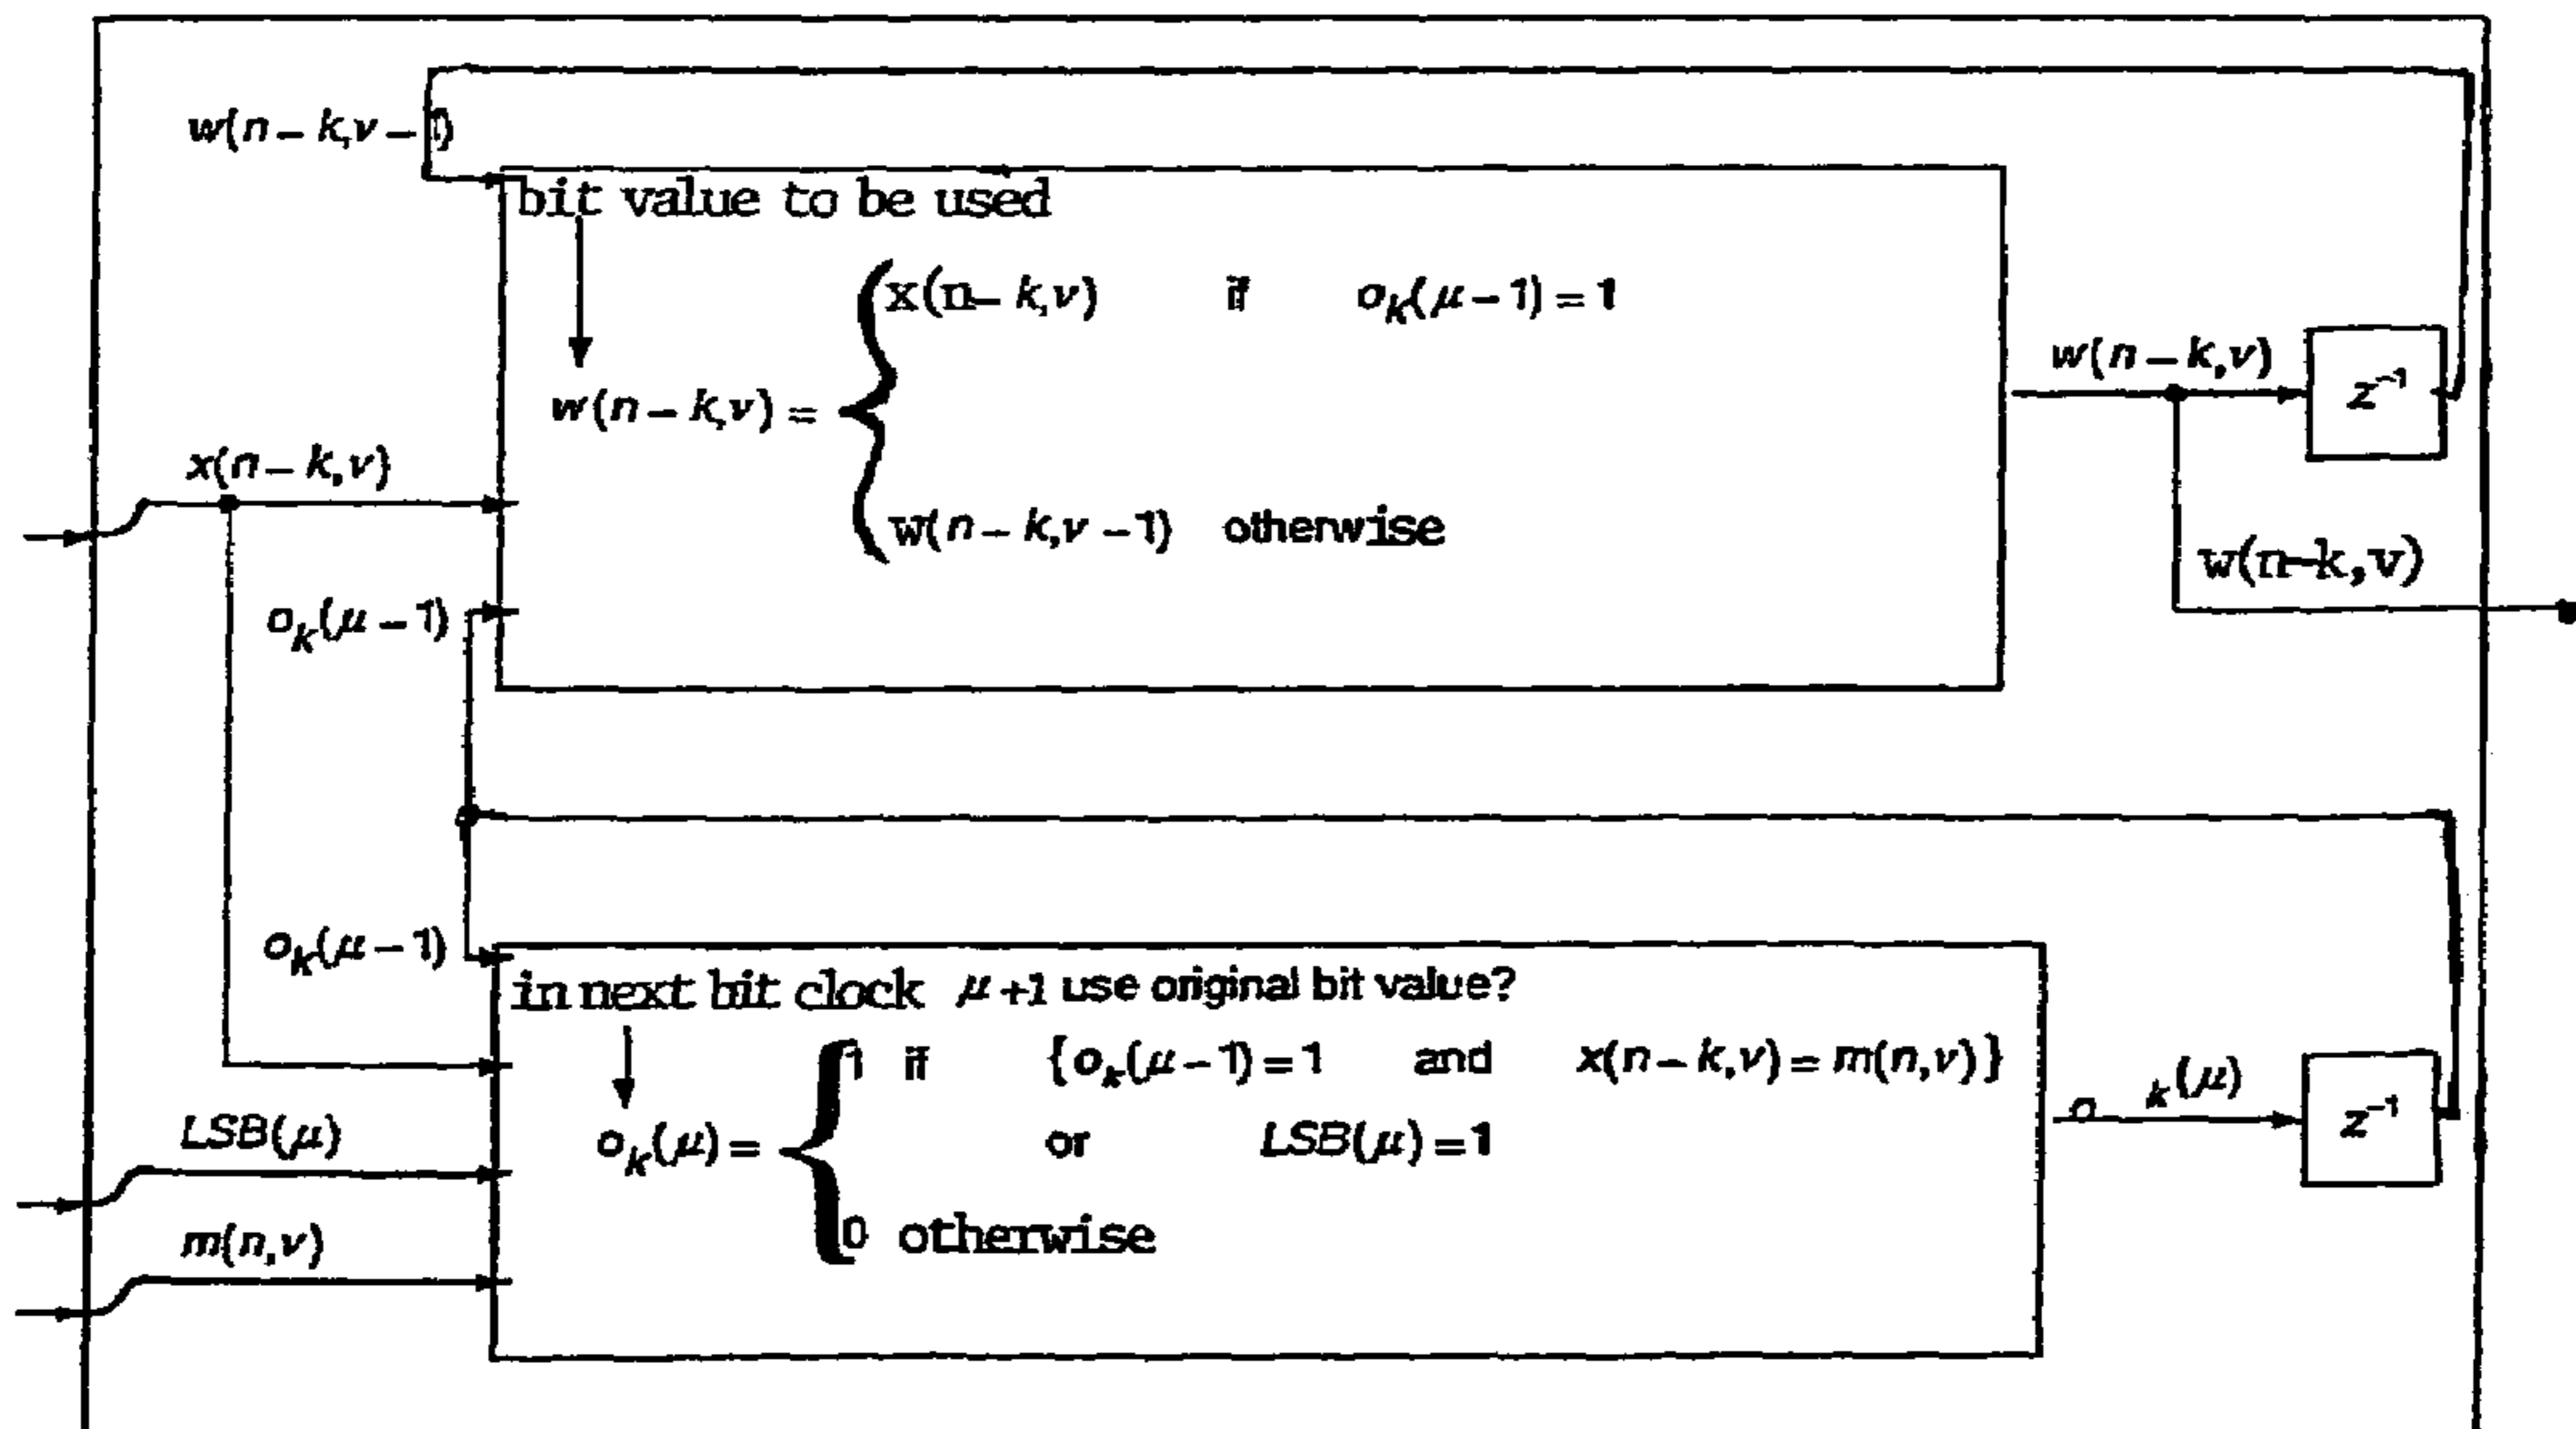 w(n – k,ν – 1)
bit value to be used
x(n – k,ν) if o_k(μ – 1) = 1
w(n – k,ν) =
w(n – k,ν – 1) otherwise
w(n – k,ν)
z⁻¹
x(n – k,ν)
w(n–k,v)
o_k(μ – 1)
o_k(μ – 1)
in next bit clock μ +1 use original bit value?
1 if {o_k(μ – 1) = 1 and x(n – k,ν) = m(n,ν)}
o_k(μ) =
or LSB(μ) = 1
0 otherwise
o k(μ)
z⁻¹
LSB(μ)
m(n,ν)